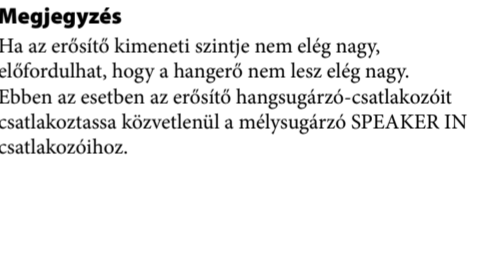 Megjegyzés
Ha az erősítő kimeneti szintje nem elég nagy,
előfordulhat, hogy a hangerő nem lesz elég nagy.
Ebben az esetben az erősítő hangsugárzó-csatlakozóit
csatlakoztassa közvetlenül a mélysugárzó SPEAKER IN
csatlakozóihoz.